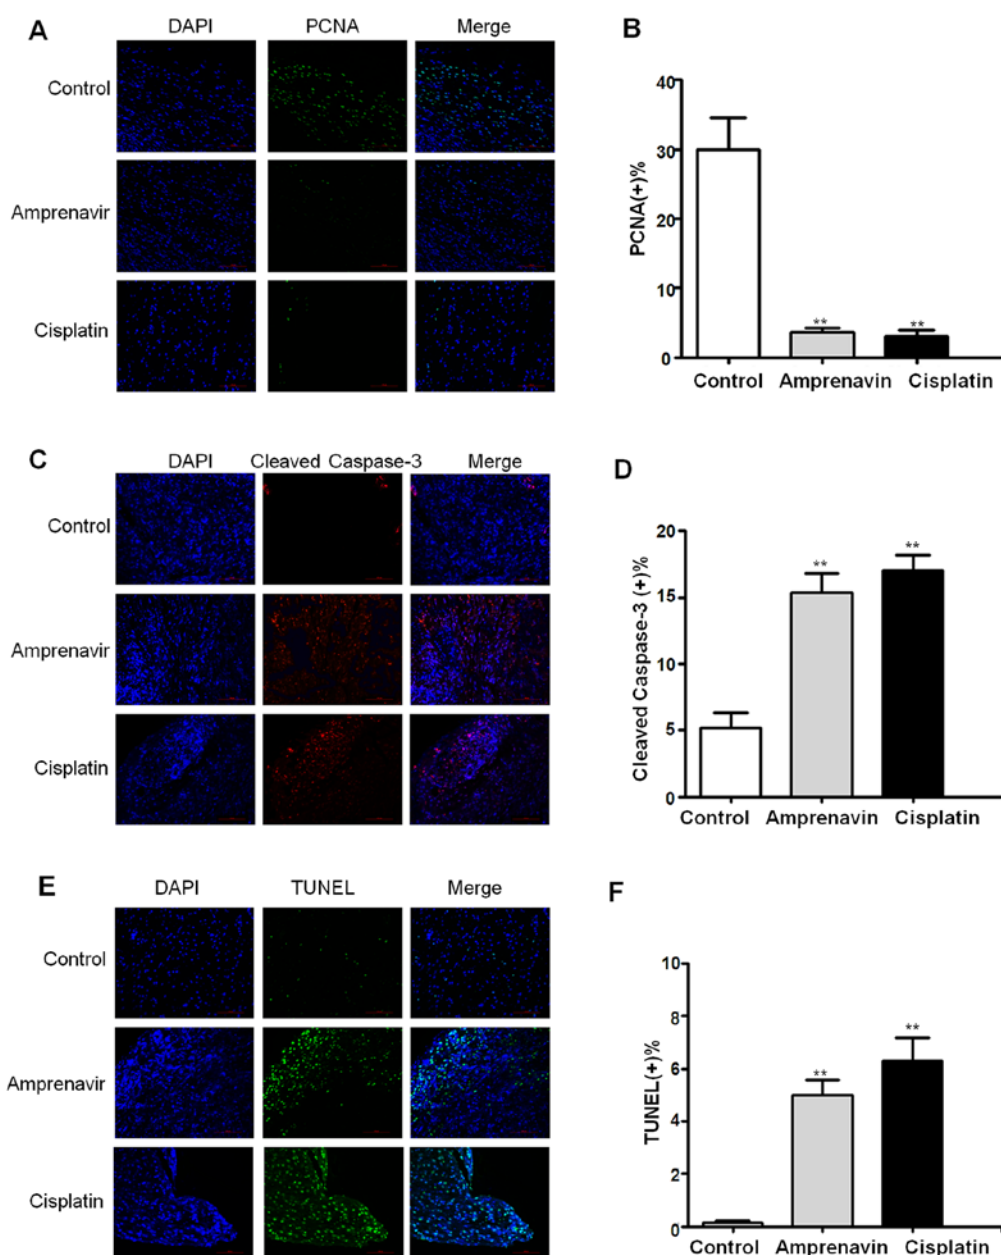 A
DAPI PCNA Merge
Control
Amprenavir
Cisplatin
B
PCNA(+)%
40
30
20
10
0
Control Amprenavin Cisplatin
C
DAPI Cleaved Caspase-3 Merge
Control
Amprenavir
Cisplatin
D
Cleaved Caspase-3 (+)%
20
15
10
5
0
**
**
Control Amprenavin Cisplatin
E
DAPI TUNEL Merge
Control
Amprenavir
Cisplatin
F
TUNEL(+)%
10
8
6
4
2
0
**
**
Control Amprenavir Cisplatin